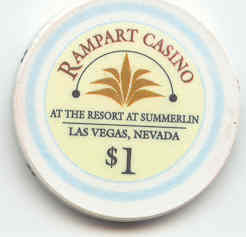 RAMPART CASINO
AT THE RESORT AT SUMMERLIN
LAS VEGAS, NEVADA
$1